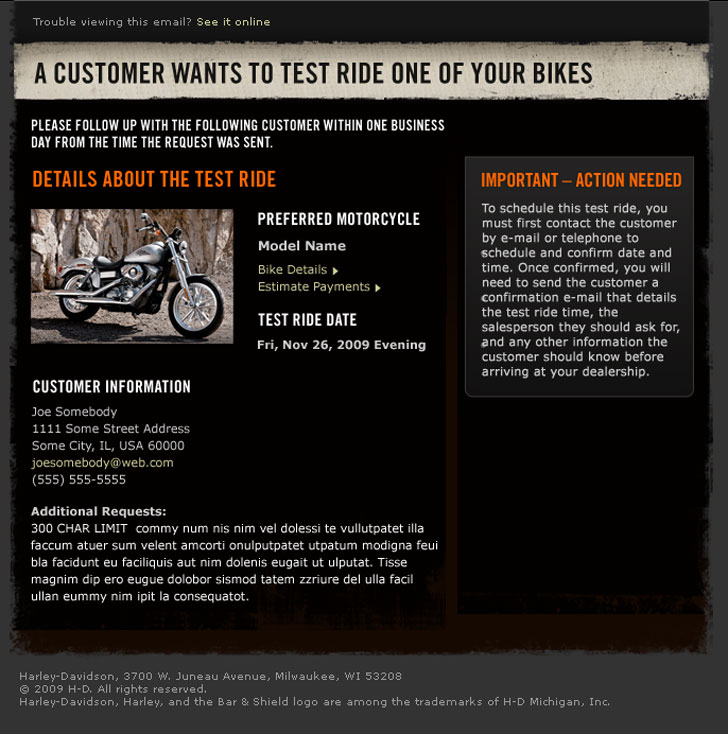 Trouble viewing this email? See it online
A CUSTOMER WANTS TO TEST RIDE ONE OF YOUR BIKES
PLEASE FOLLOW UP WITH THE FOLLOWING CUSTOMER WITHIN ONE BUSINESS
DAY FROM THE TIME THE REQUEST WAS SENT.
DETAILS ABOUT THE TEST RIDE
PREFERRED MOTORCYCLE
Model Name
Bike Details
Estimate Payments
TEST RIDE DATE
Fri, Nov 26, 2009 Evening
CUSTOMER INFORMATION
Joe Somebody
1111 Some Street Address
Some City, IL, USA 60000
joesomebody@web.com
(555) 555-5555
Additional Requests:
300 CHAR LIMIT commy num nis nim vel dolessi te vullutpatet illa
faccum atuer sum velent amcorti onulputpatet utpatum modigna feui
bla facidunt eu faciliquis aut nim dolenis eugait ut ulputat. Tisse
magnim dip ero eugue dolobor sismod tatem zzriure del ulla facil
ullan eummy nim ipit la consequatot.
IMPORTANT – ACTION NEEDED
To schedule this test ride, you
must first contact the customer
by e-mail or telephone to
schedule and confirm date and
time. Once confirmed, you will
need to send the customer a
confirmation e-mail that details
the test ride time, the
salesperson they should ask for,
and any other information the
customer should know before
arriving at your dealership.
Harley-Davidson, 3700 W. Juneau Avenue, Milwaukee, WI 53208
© 2009 H-D. All rights reserved.
Harley-Davidson, Harley, and the Bar & Shield logo are among the trademarks of H-D Michigan, Inc.